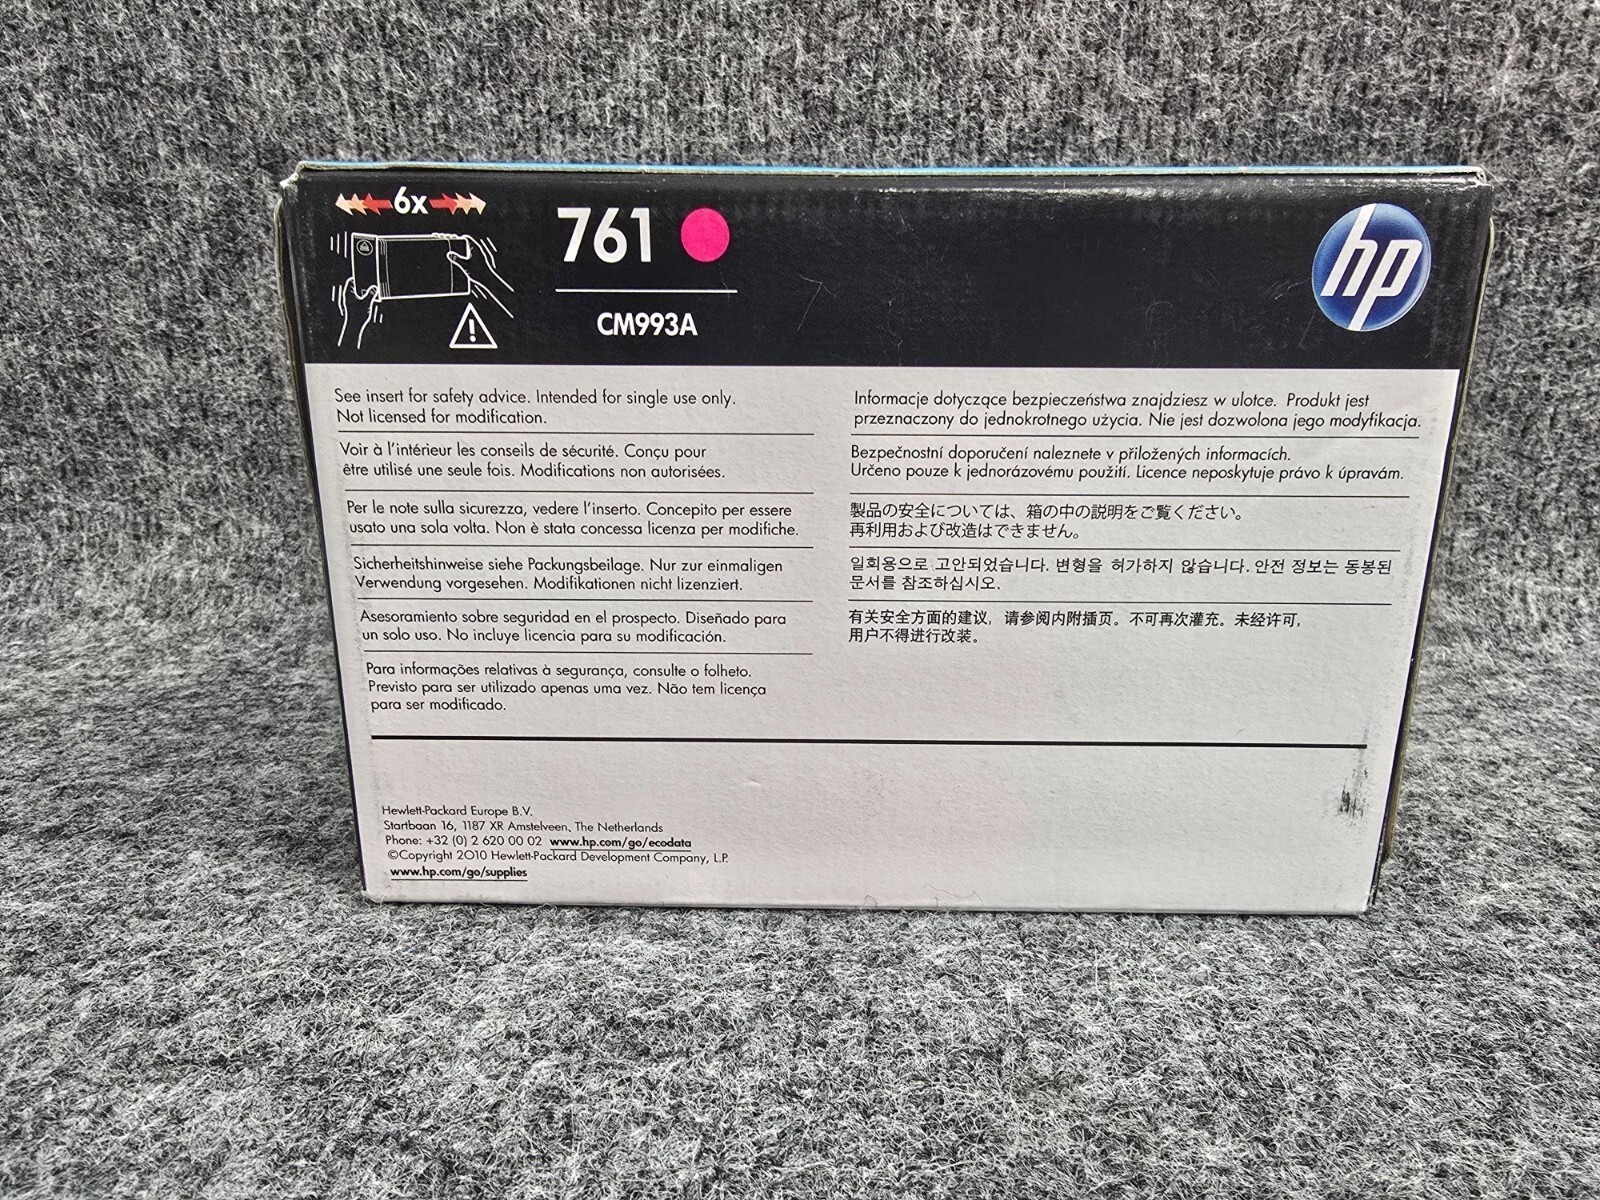 6x
761
CM993A
hp
See insert for safety advice. Intended for single use only.
Not licensed for modification.
Voir à l'intérieur les conseils de sécurité. Conçu pour
être utilisé une seule fois. Modifications non autorisées.
Per le note sulla sicurezza, vedere l'inserto. Concepito per essere
usato una sola volta. Non è stata concessa licenza per modifiche.
Sicherheitshinweise siehe Packungsbeilage. Nur zur einmaligen
Verwendung vorgesehen. Modifikationen nicht lizenziert.
Asesoramiento sobre seguridad en el prospecto. Diseñado para
un solo uso. No incluye licencia para su modificación.
Para informações relativas à segurança, consulte o folheto.
Previsto para ser utilizado apenas uma vez. Não tem licença
para ser modificado.
Informacje dotyczące bezpieczeństwa znajdziesz w ulotce. Produkt jest
przeznaczony do jednokrotnego użycia. Nie jest dozwolona jego modyfikacja.
Bezpečnostní doporučení naleznete v přiložených informacích.
Určeno pouze k jednorázovému použití. Licence neposkytuje právo k úpravám.
製品の安全については、箱の中の説明をご覧ください。
再利用および改造はできません。
일회용으로 고안되었습니다. 변형을 허가하지 않습니다. 안전 정보는 동봉된
문서를 참조하십시오.
有关安全方面的建议，请参阅内附插页。不可再次灌充。未经许可，
用户不得进行改装。
Hewlett-Packard Europe B.V.
Startbaan 16, 1187 XR Amstelveen, The Netherlands
Phone: +32 (0) 2 620 00 02 www.hp.com/go/ecodata
©Copyright 2010 Hewlett-Packard Development Company, L.P.
www.hp.com/go/supplies